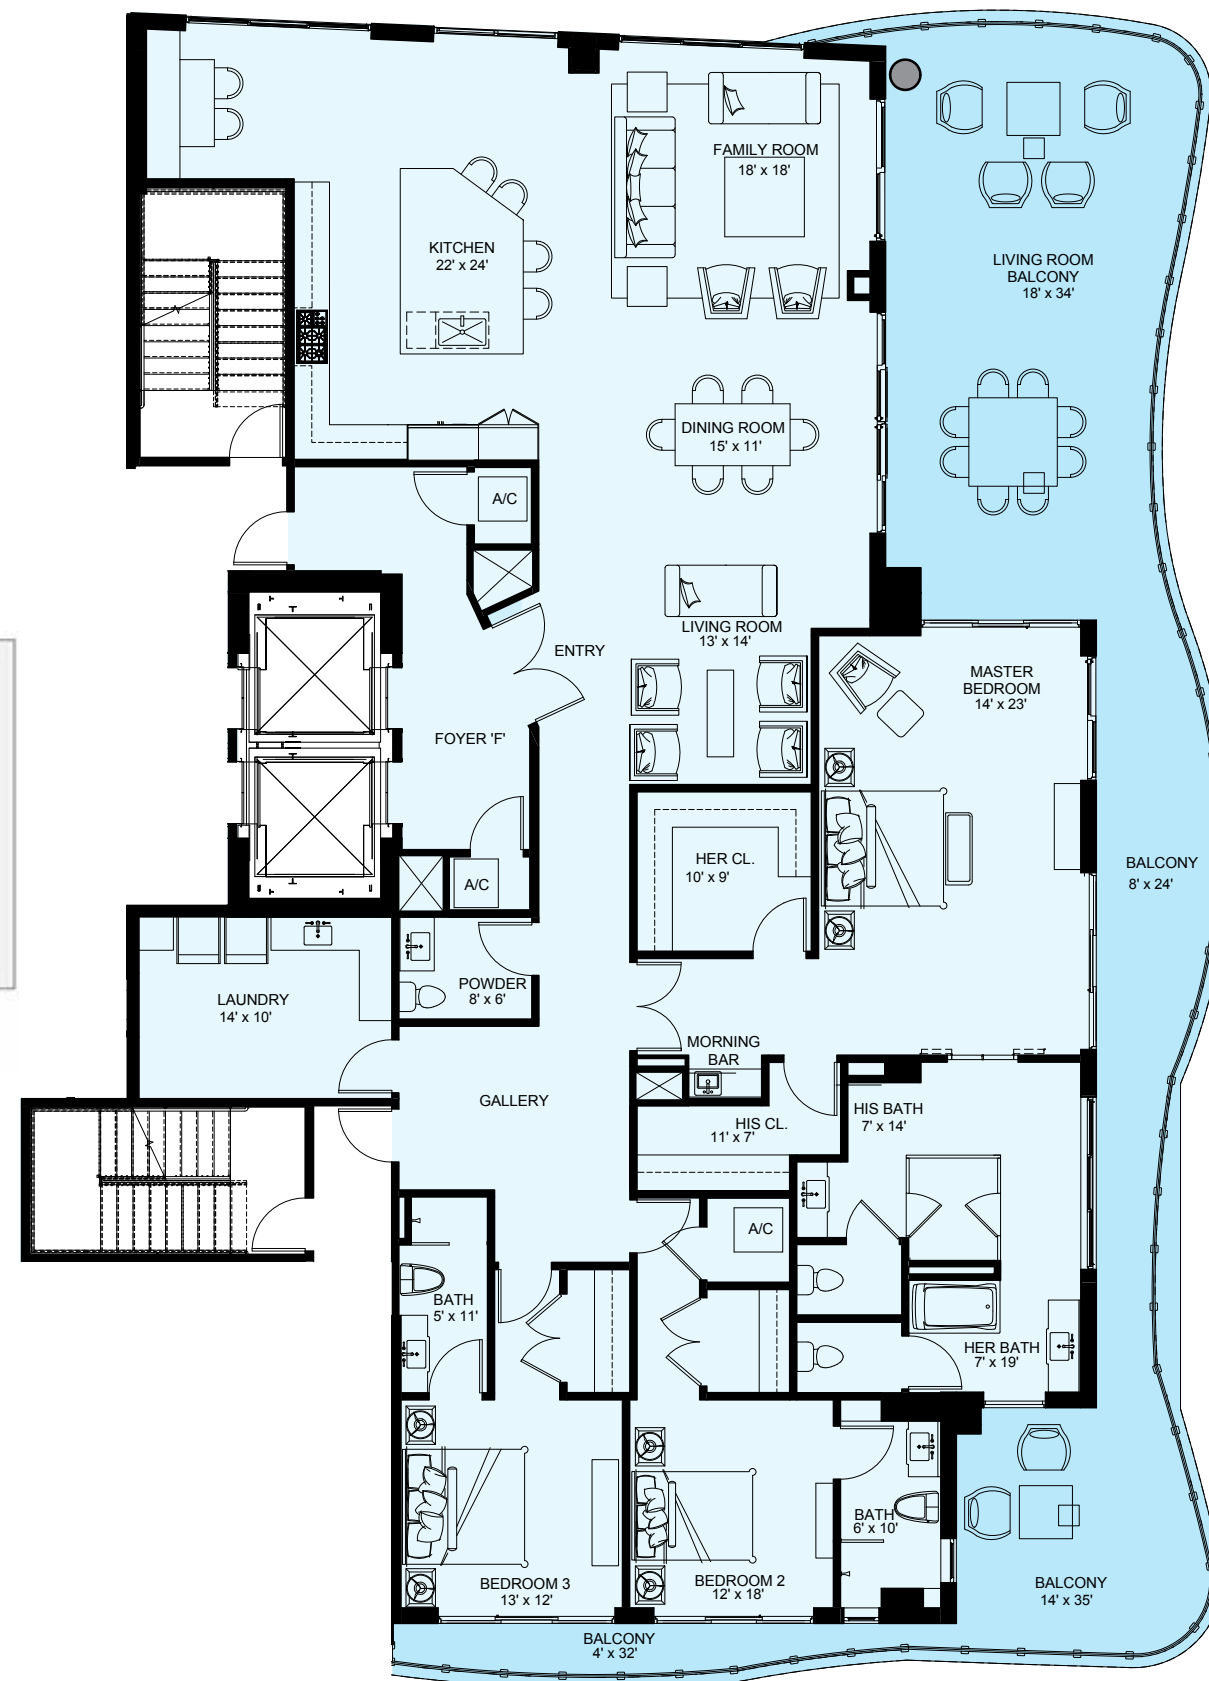 FAMILY ROOM
18' x 18'
KITCHEN
22' x 24'
LIVING ROOM
BALCONY
18' x 34'
DINING ROOM
15' x 11'
A/C
LIVING ROOM
13' x 14'
ENTRY
MASTER
BEDROOM
14' x 23'
FOYER 'F'
HER CL.
10' x 9'
BALCONY
8' x 24'
A/C
POWDER
8' x 6'
LAUNDRY
14' x 10'
MORNING
BAR
GALLERY
HIS BATH
7' x 14'
HIS CL.
11' x 7'
A/C
BATH
5' x 11'
HER BATH
7' x 19'
BATH
6' x 10'
BEDROOM 3
13' x 12'
BEDROOM 2
12' x 18'
BALCONY
14' x 35'
BALCONY
4' x 32'